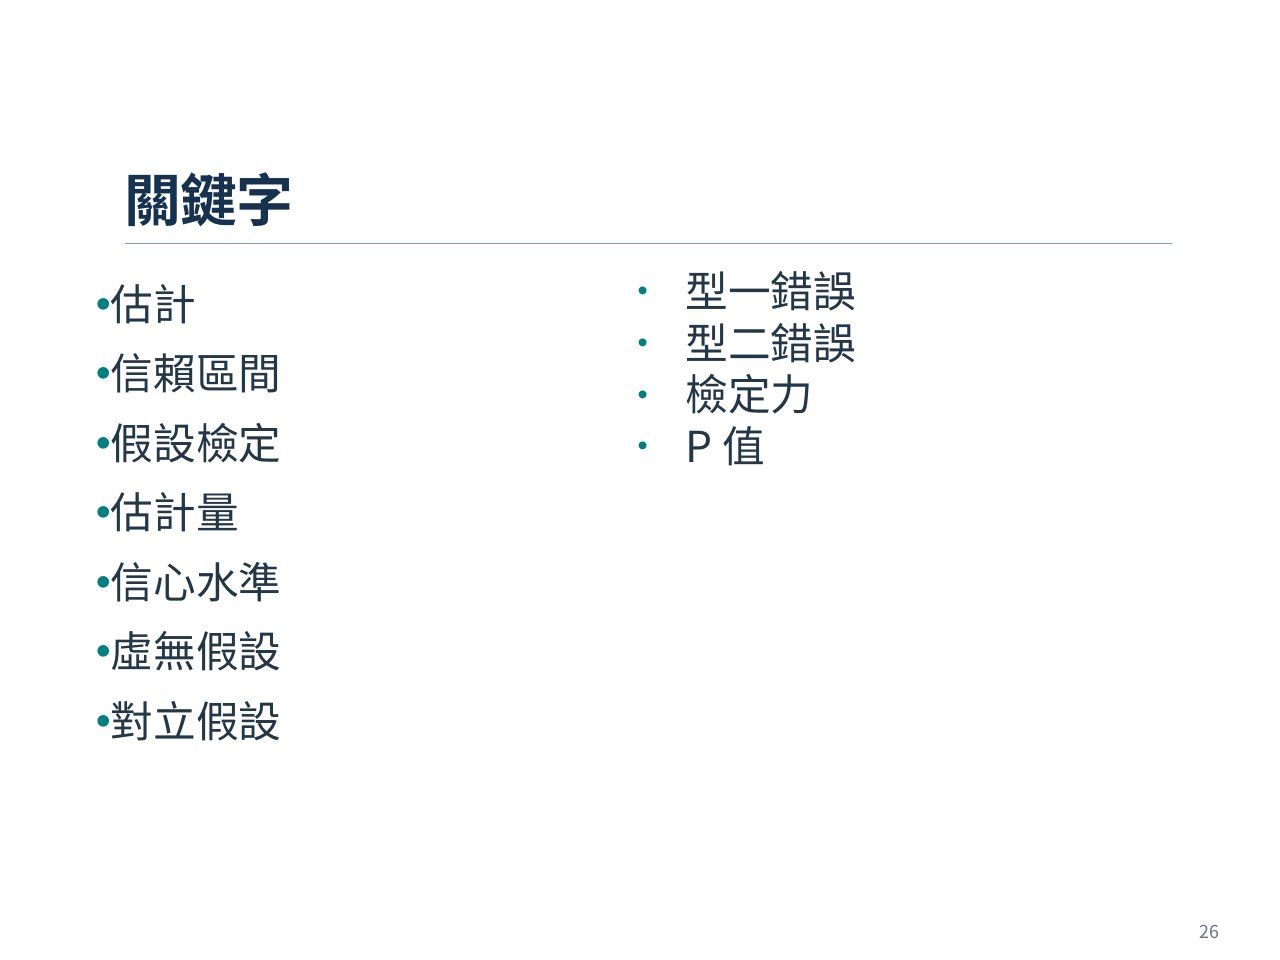 關鍵字
•估計
•信賴區間
•假設檢定
•估計量
•信心水準
•虛無假設
•對立假設
• 型一錯誤
• 型二錯誤
• 檢定力
• P 值
26